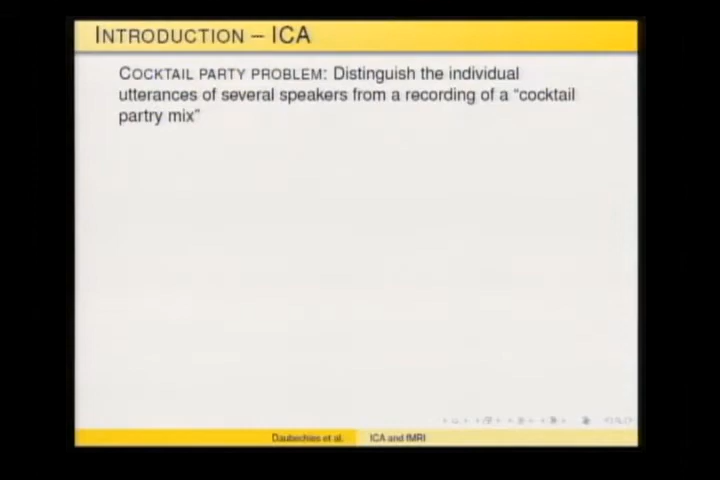 INTRODUCTION – ICA
COCKTAIL PARTY PROBLEM: Distinguish the individual
utterances of several speakers from a recording of a “cocktail
partry mix”
Daubechies et al. ICA and fMRI